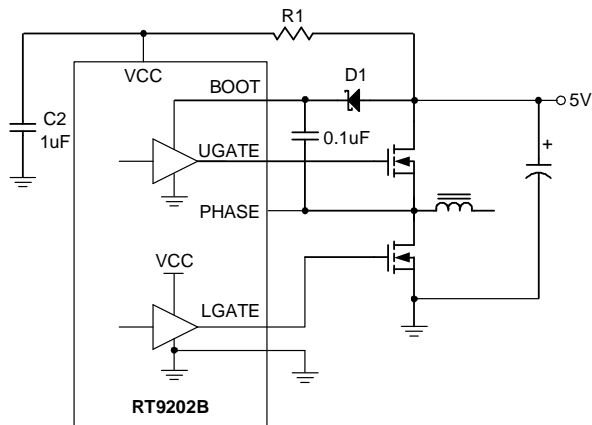 R1
VCC
D1
BOOT
5V
C2
1uF
0.1uF
+
UGATE
PHASE
VCC
LGATE
RT9202B